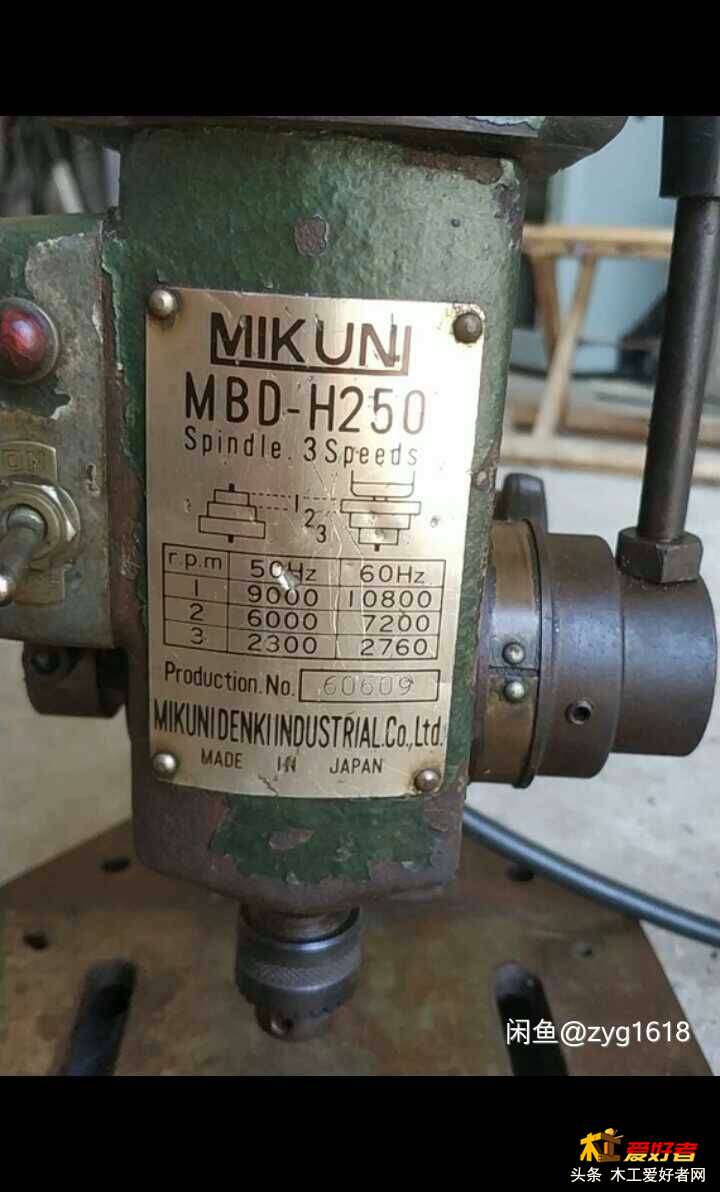 MIKUNI
MBD-H250
Spindle. 3 Speeds
1
2
3
r.p.m 50Hz 60Hz
1 9000 10800
2 6000 7200
3 2300 2760
Production.No. 60609
MIKUNI DENKI INDUSTRIAL.Co.,Ltd.
MADE IN JAPAN
ON
闲鱼@zyg1618
木工爱好者
头条 木工爱好者网